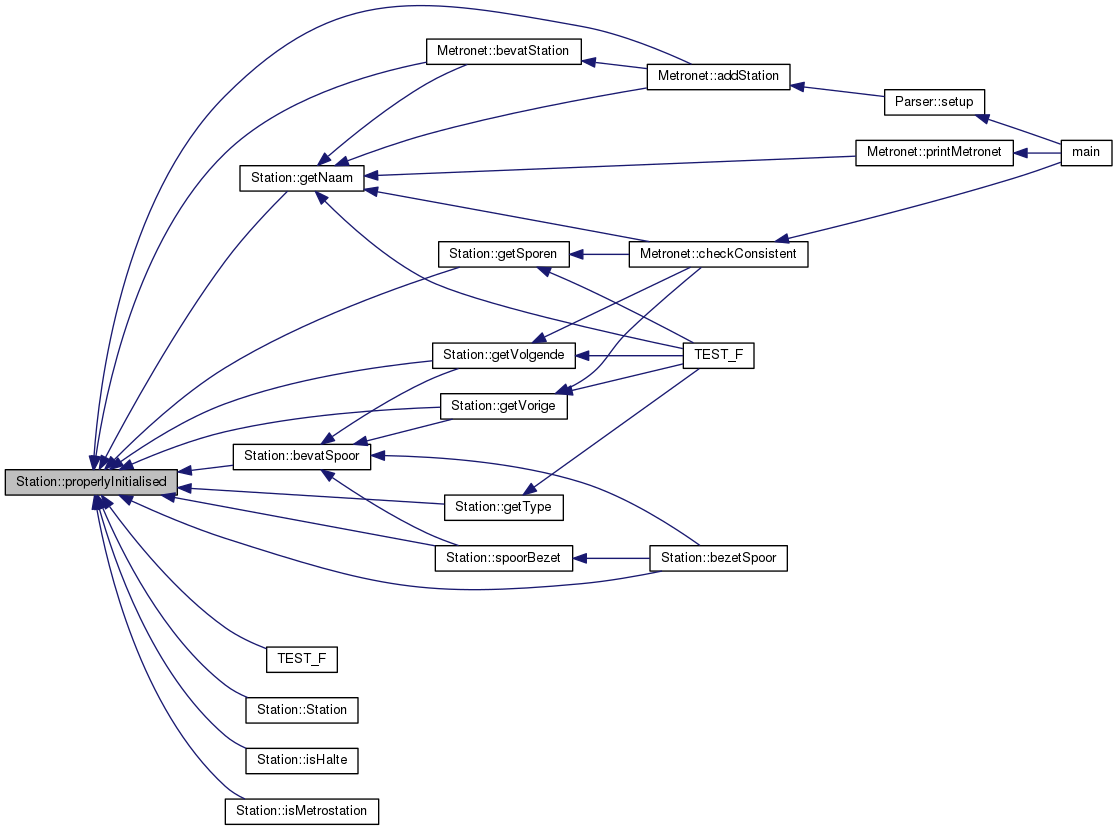 Metronet::bevatStation
Metronet::addStation
Parser::setup
Metronet::printMetronet
main
Station::getNaam
Station::getSporen
Metronet::checkConsistent
Station::getVolgende
TEST_F
Station::getVorige
Station::bevatSpoor
Station::properlyInitialised
Station::getType
Station::spoorBezet
Station::bezetSpoor
TEST_F
Station::Station
Station::isHalte
Station::isMetrostation